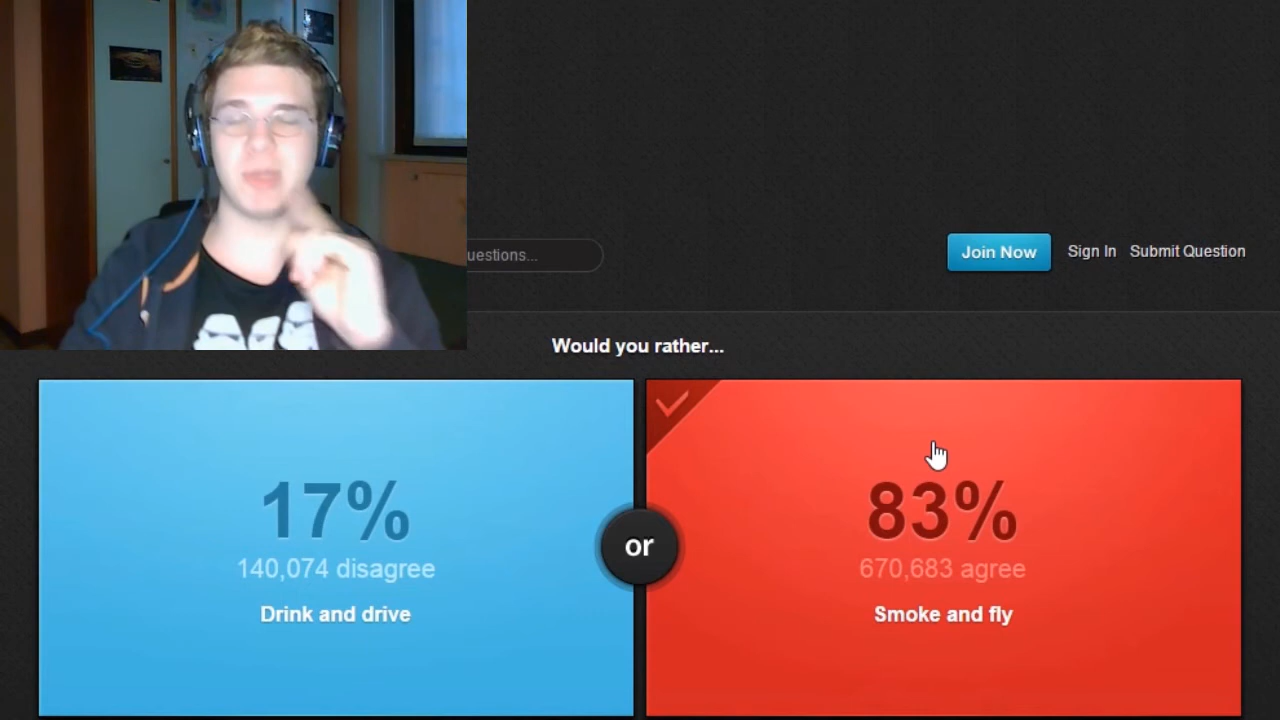 uestions...
Join Now
Sign In
Submit Question
Would you rather...
17%
140,074 disagree
Drink and drive
or
83%
670,683 agree
Smoke and fly